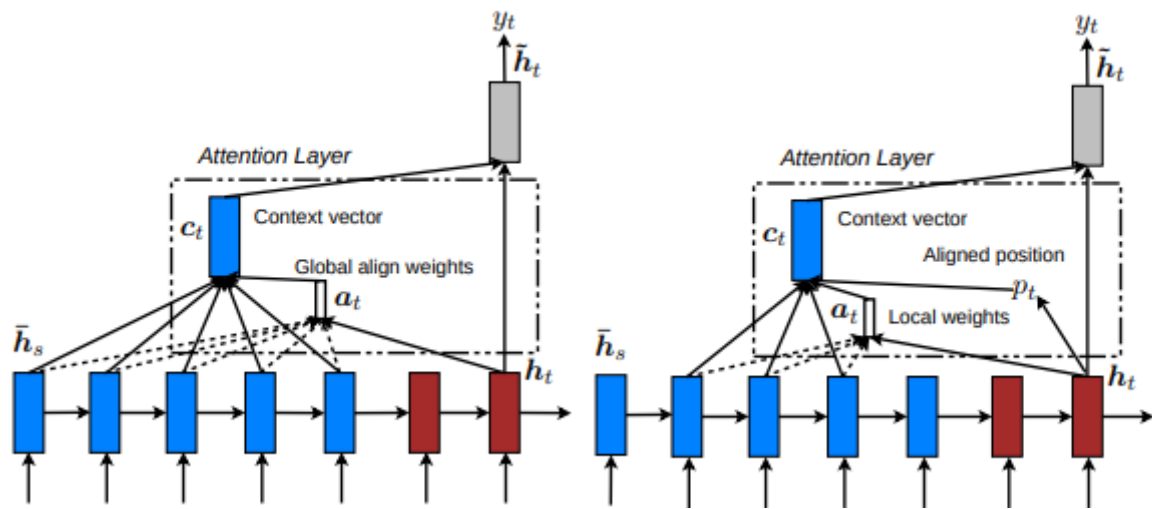 y_t
h̃_t
Attention Layer
c_t
Context vector
Global align weights
a_t
h̄_s
h_t
y_t
h̃_t
Attention Layer
c_t
Context vector
Aligned position
p_t
a_t
Local weights
h̄_s
h_t